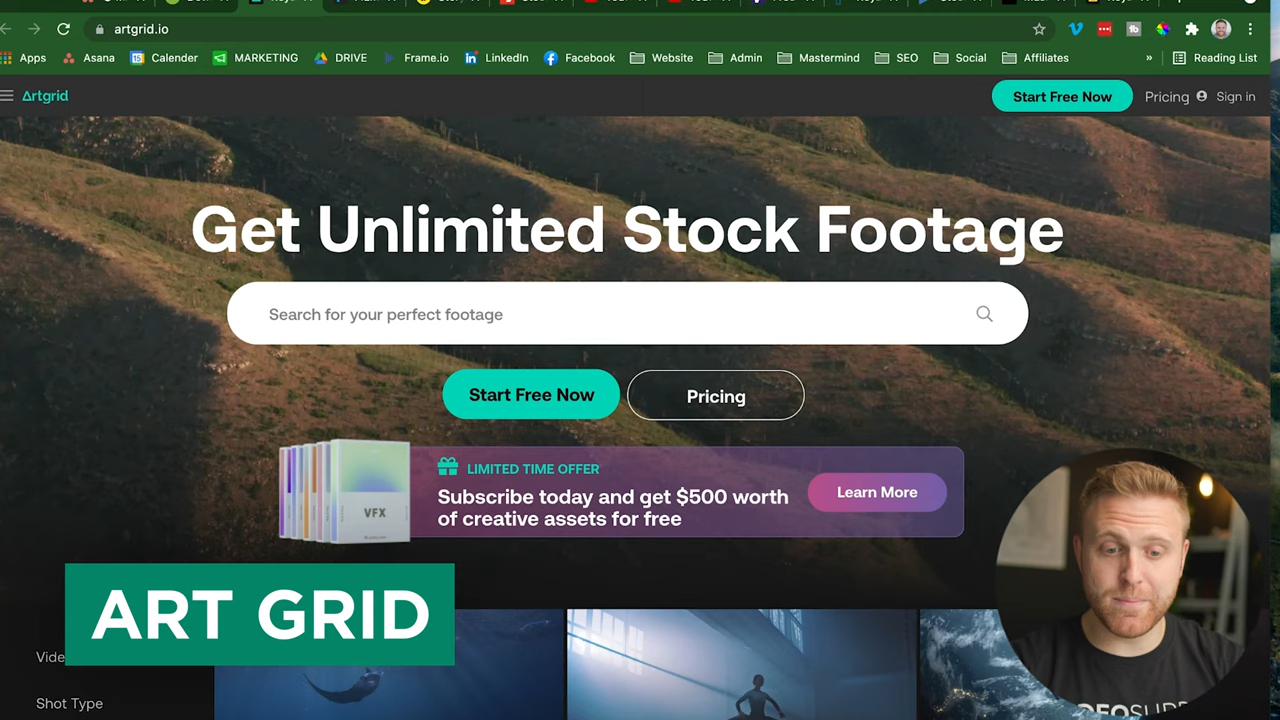 artgrid.io
Apps Asana 15 Calender MARKETING DRIVE Frame.io LinkedIn Facebook Website Admin Mastermind SEO Social Affiliates » Reading List
Artgrid Start Free Now Pricing Sign in
Get Unlimited Stock Footage
Search for your perfect footage
Start Free Now Pricing
LIMITED TIME OFFER
Subscribe today and get $500 worth
of creative assets for free
Learn More
VFX
ART GRID
Shot Type